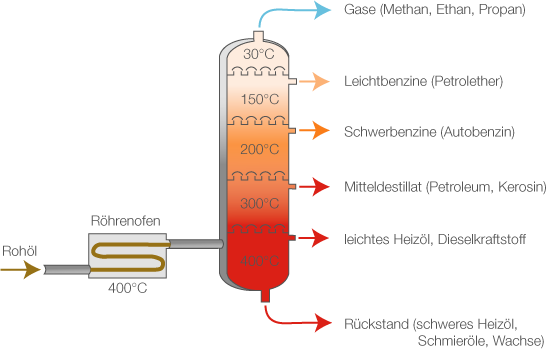 Gase (Methan, Ethan, Propan)
30°C
Leichtbenzine (Petrolether)
150°C
Schwerbenzine (Autobenzin)
200°C
Mitteldestillat (Petroleum, Kerosin)
300°C
Röhrenofen
leichtes Heizöl, Dieselkraftstoff
Rohöl
400°C
400°C
Rückstand (schweres Heizöl,
Schmieröle, Wachse)